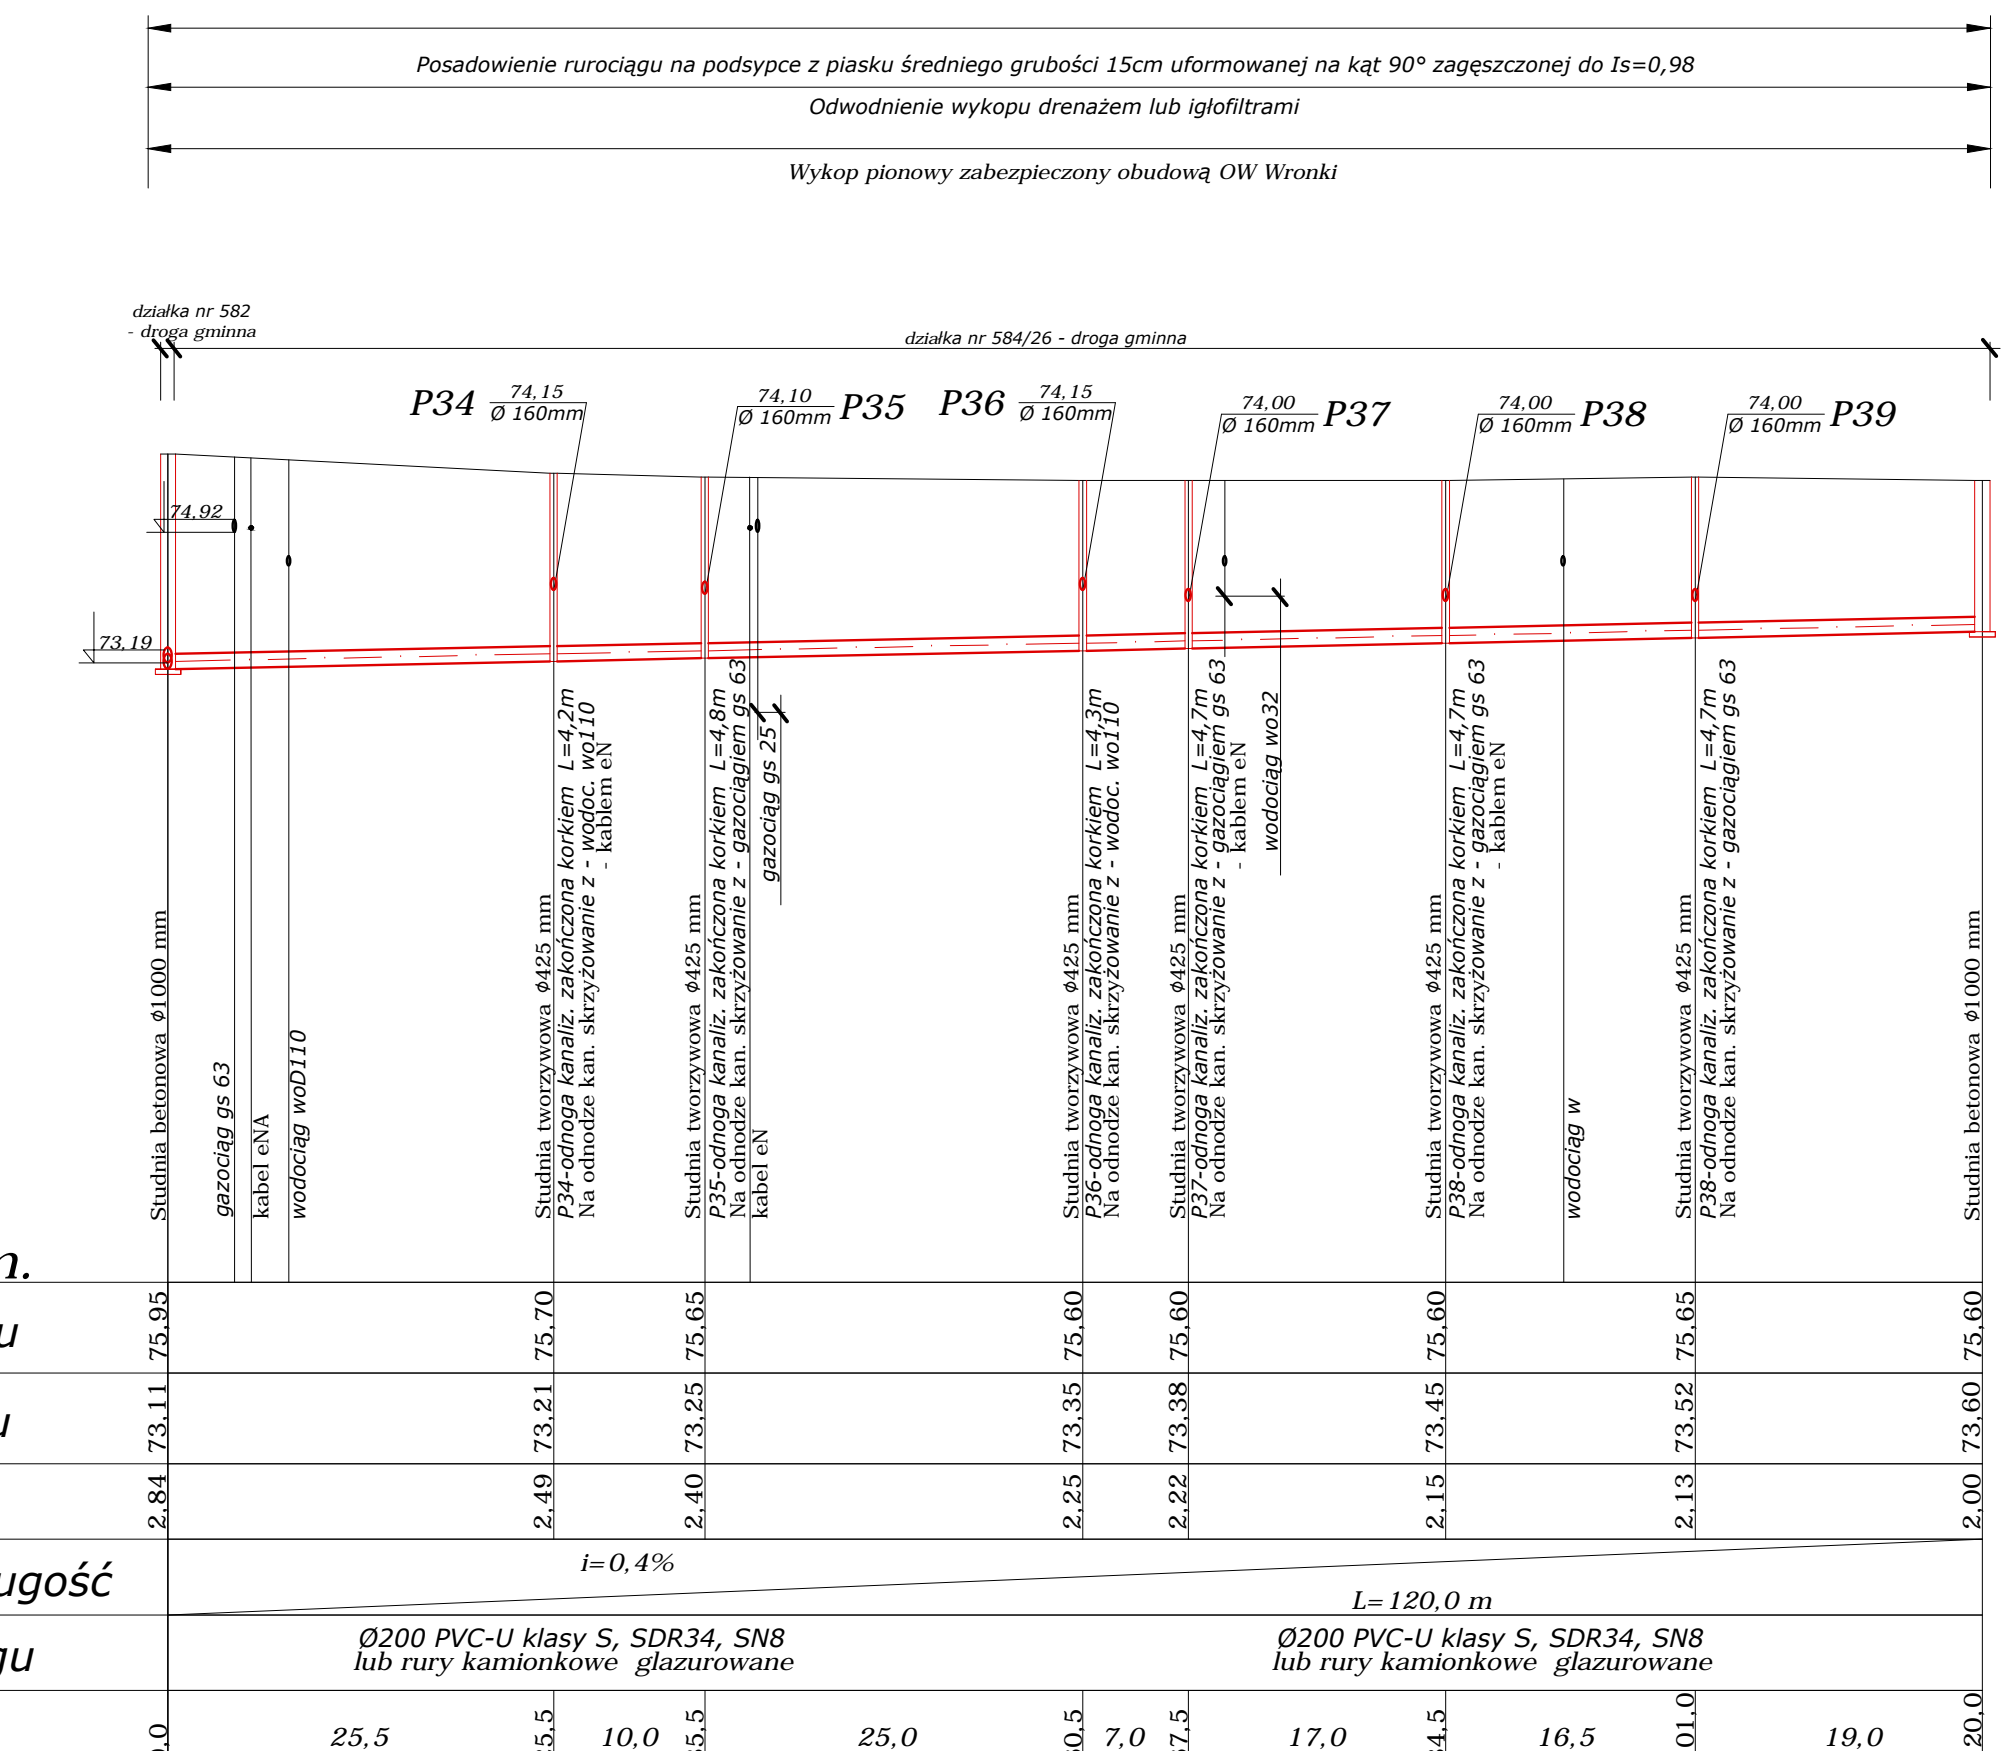 Posadowienie rurociągu na podsypce z piasku średniego grubości 15cm uformowanej na kąt 90° zagęszczonej do Is=0,98
Odwodnienie wykopu drenażem lub igłofiltrami
Wykop pionowy zabezpieczony obudową OW Wronki
działka nr 582
- droga gminna
działka nr 584/26 - droga gminna
P34 74,15
Ø 160mm
74,10 P35
Ø 160mm
P36 74,15
Ø 160mm
74,00 P37
Ø 160mm
74,00 P38
Ø 160mm
74,00 P39
Ø 160mm
74,92
73,19
Studnia betonowa ϕ1000 mm
gazociąg gs 63
kabel eNA
wodociąg woD110
Studnia tworzywowa ϕ425 mm
P34-odnoga kanaliz. zakończona korkiem L=4,2m
Na odnodze kan. skrzyżowanie z - wodoc. wo110
- kablem eN
Studnia tworzywowa ϕ425 mm
P35-odnoga kanaliz. zakończona korkiem L=4,8m
Na odnodze kan. skrzyżowanie z - gazociągiem gs 63
kabel eN
gazociąg gs 25
Studnia tworzywowa ϕ425 mm
P36-odnoga kanaliz. zakończona korkiem L=4,3m
Na odnodze kan. skrzyżowanie z - wodoc. wo110
Studnia tworzywowa ϕ425 mm
P37-odnoga kanaliz. zakończona korkiem L=4,7m
Na odnodze kan. skrzyżowanie z - gazociągiem gs 63
- kablem eN
wodociąg wo32
Studnia tworzywowa ϕ425 mm
P38-odnoga kanaliz. zakończona korkiem L=4,7m
Na odnodze kan. skrzyżowanie z - gazociągiem gs 63
- kablem eN
wodociąg w
Studnia tworzywowa ϕ425 mm
P38-odnoga kanaliz. zakończona korkiem L=4,7m
Na odnodze kan. skrzyżowanie z - gazociągiem gs 63
Studnia betonowa ϕ1000 mm
n.
u 75,95 75,70 75,65 75,60 75,60 75,60 75,65 75,60
u 73,11 73,21 73,25 73,35 73,38 73,45 73,52 73,60
2,84 2,49 2,40 2,25 2,22 2,15 2,13 2,00
ugość i=0,4% L=120,0 m
gu Ø200 PVC-U klasy S, SDR34, SN8 Ø200 PVC-U klasy S, SDR34, SN8
lub rury kamionkowe glazurowane lub rury kamionkowe glazurowane
25,5 10,0 25,0 7,0 17,0 16,5 19,0